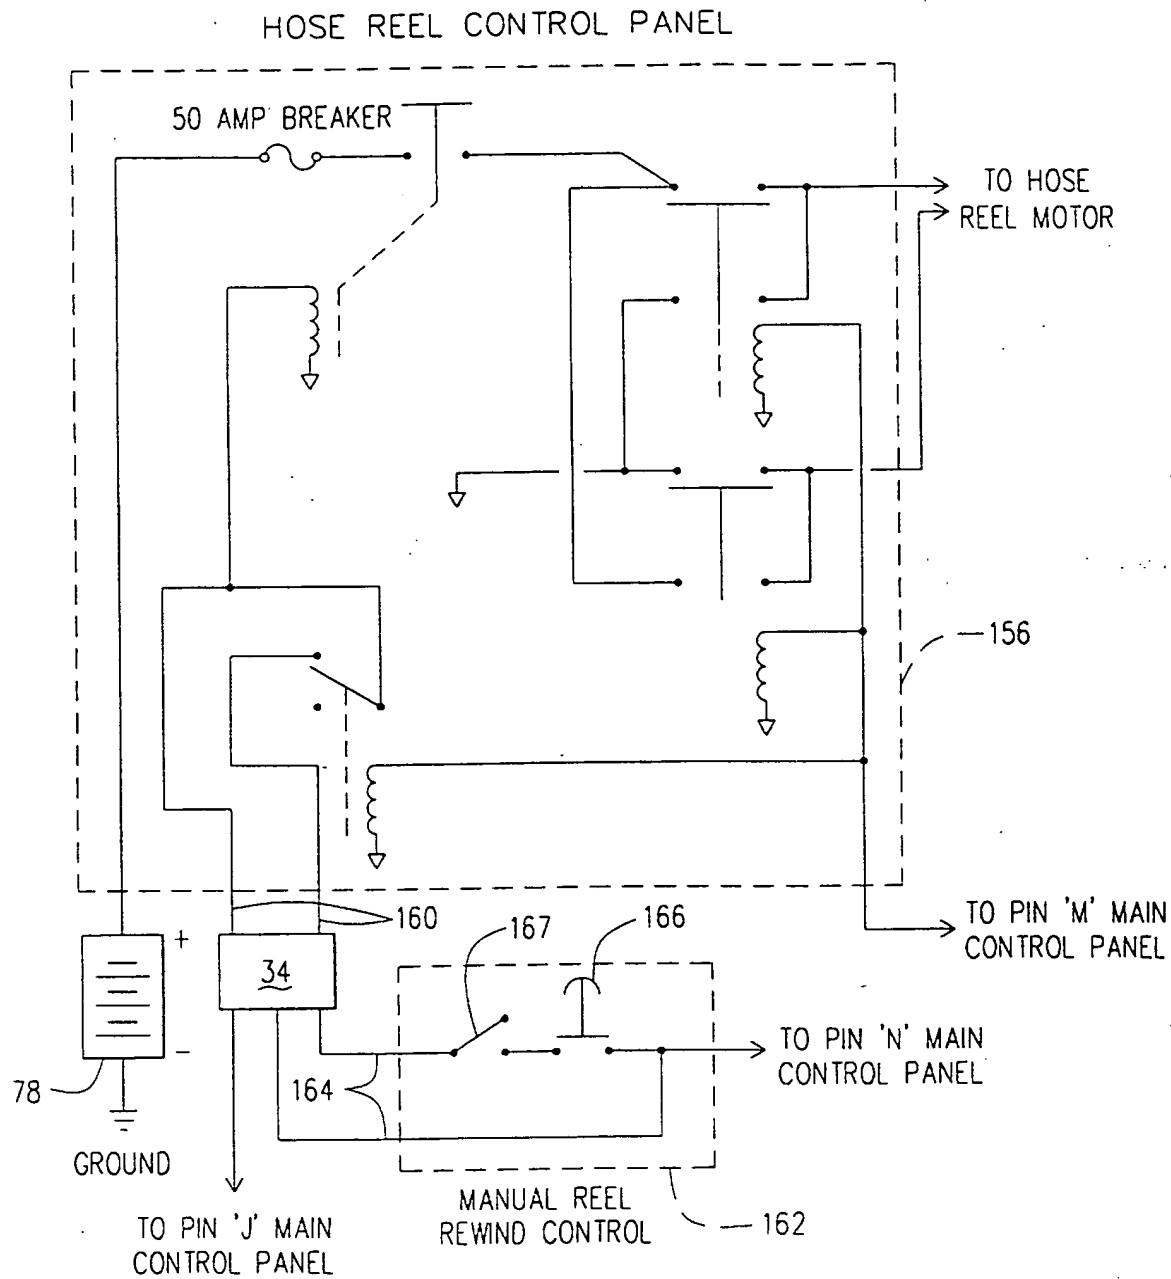 HOSE REEL CONTROL PANEL
50 AMP BREAKER
TO HOSE
REEL MOTOR
156
160
TO PIN 'M' MAIN
CONTROL PANEL
+
34
167
166
−
TO PIN 'N' MAIN
CONTROL PANEL
78
164
GROUND
MANUAL REEL
REWIND CONTROL
162
TO PIN 'J' MAIN
CONTROL PANEL